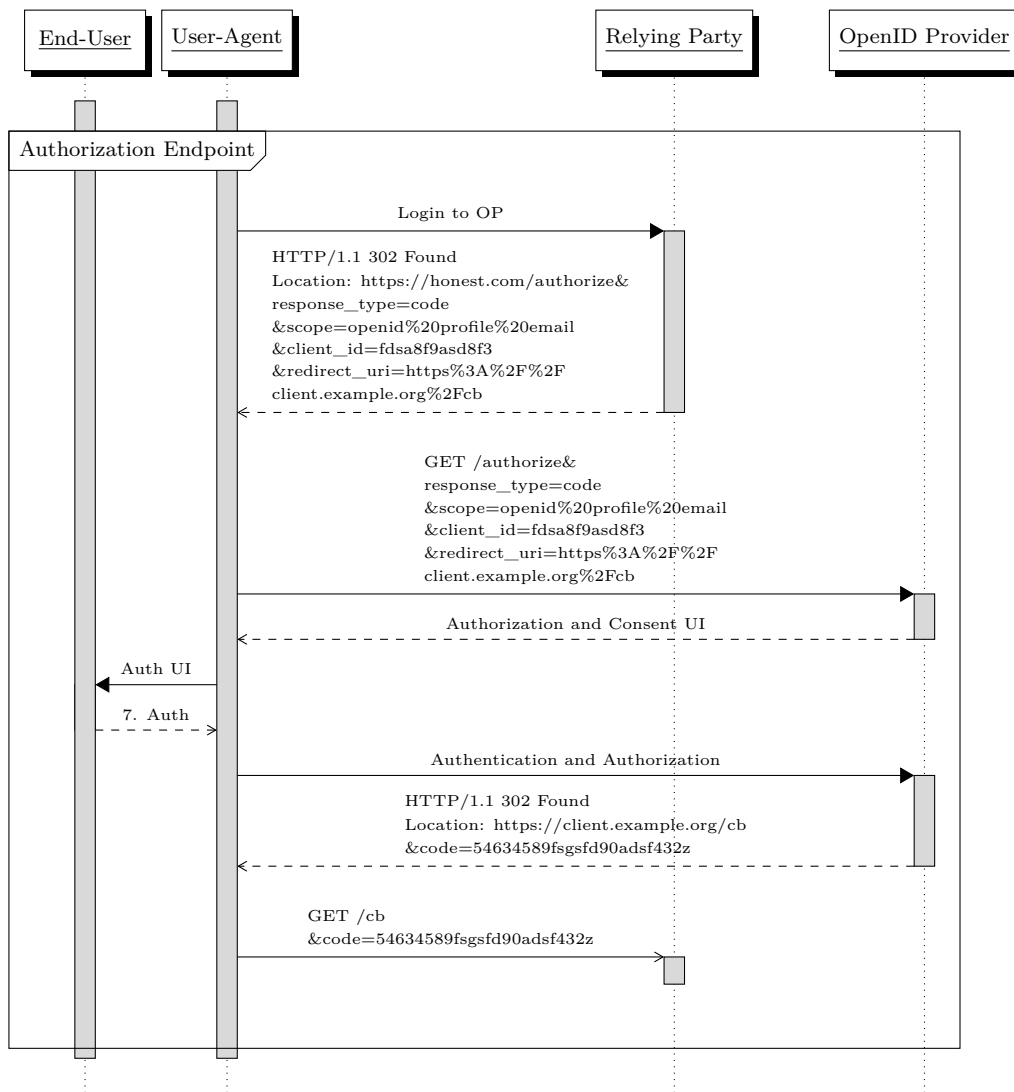 End-User
User-Agent
Relying Party
OpenID Provider
Authorization Endpoint
Login to OP
HTTP/1.1 302 Found
Location: https://honest.com/authorize&
response_type=code
&scope=openid%20profile%20email
&client_id=fdsa8f9asd8f3
&redirect_uri=https%3A%2F%2F
client.example.org%2Fcb
GET /authorize&
response_type=code
&scope=openid%20profile%20email
&client_id=fdsa8f9asd8f3
&redirect_uri=https%3A%2F%2F
client.example.org%2Fcb
Authorization and Consent UI
Auth UI
7. Auth
Authentication and Authorization
HTTP/1.1 302 Found
Location: https://client.example.org/cb
&code=54634589fsgsfd90adsf432z
GET /cb
&code=54634589fsgsfd90adsf432z